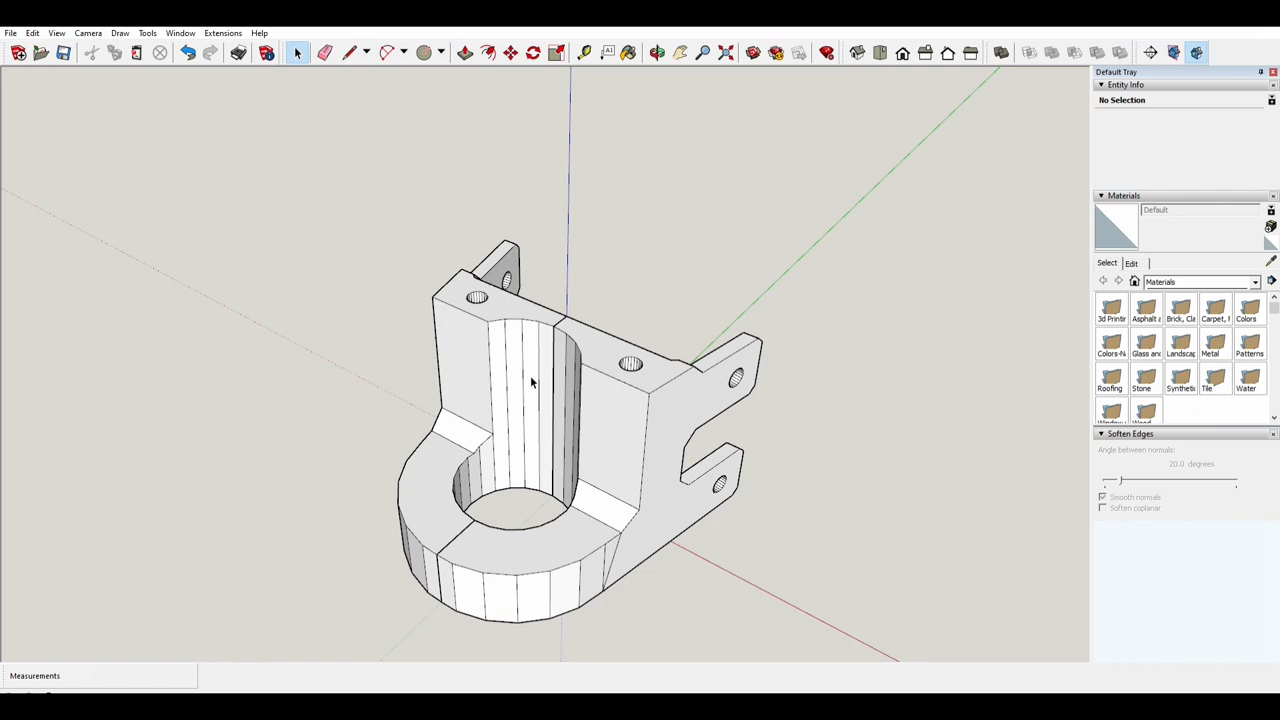 File Edit View Camera Draw Tools Window Extensions Help
A1
Default Tray
Entity Info
No Selection
Materials
Default
Select Edit
Materials
3d Printir Asphalt a Brick, Cla Carpet, F Colors
Colors-N Glass and Landscap Metal Patterns
Roofing Stone Synthetic Tile Water
Soften Edges
Angle between normals:
20.0 degrees
Smooth normals
Soften coplanar
Measurements